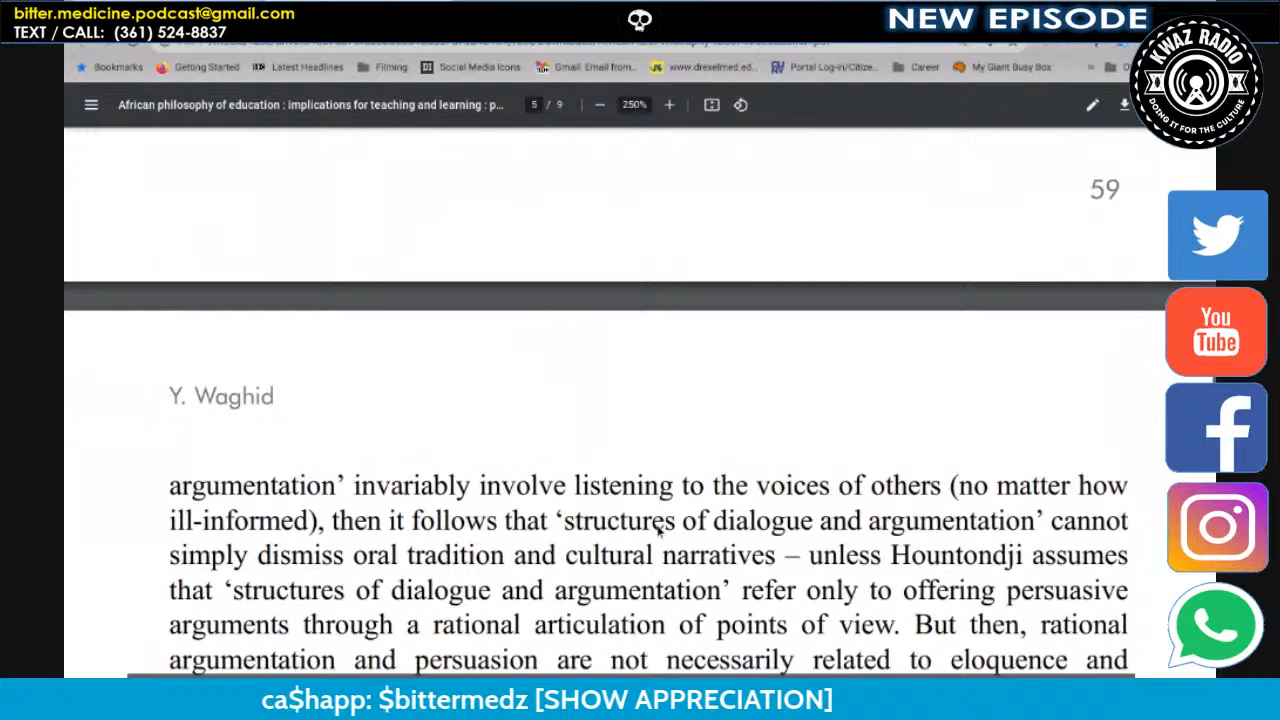 bitter.medicine.podcast@gmail.com
TEXT / CALL: (361) 524-8837
NEW EPISODE
KWAZ RADIO
DOING IT FOR THE CULTURE
Bookmarks Getting Started Latest Headlines Filming Social Media Icons Gmail: Email from... www.drexelmed.ed... Portal Log-in/Citize... Career My Giant Busy Box »
African philosophy of education : implications for teaching and learning : p... 5 / 9 − 250% +
59
Y. Waghid
argumentation’ invariably involve listening to the voices of others (no matter how
ill-informed), then it follows that ‘structures of dialogue and argumentation’ cannot
simply dismiss oral tradition and cultural narratives – unless Hountondji assumes
that ‘structures of dialogue and argumentation’ refer only to offering persuasive
arguments through a rational articulation of points of view. But then, rational
argumentation and persuasion are not necessarily related to eloquence and
You
Tube
ca$happ: $bittermedz [SHOW APPRECIATION]